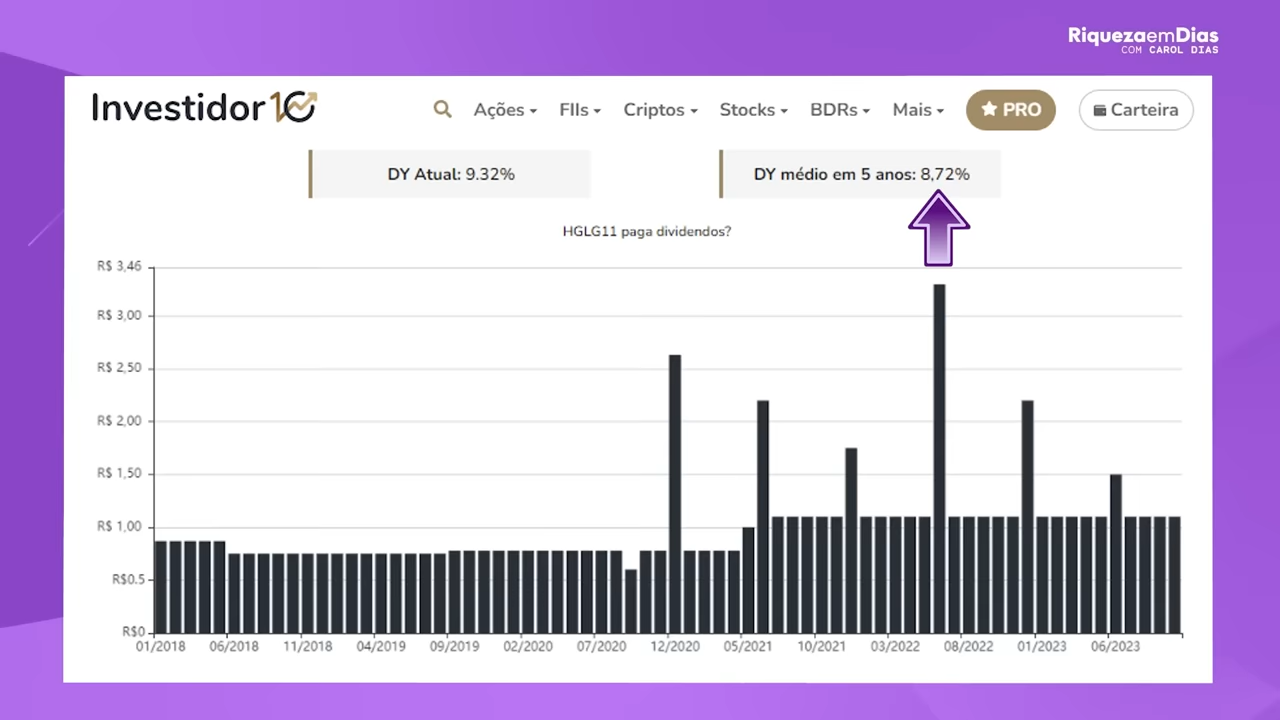 RiquezaemDias
COM CAROL DIAS
Investidor 10
Ações
FIIs
Criptos
Stocks
BDRs
Mais
PRO
Carteira
DY Atual: 9.32%
DY médio em 5 anos: 8,72%
HGLG11 paga dividendos?
R$ 3,46
R$ 3,00
R$ 2,50
R$ 2,00
R$ 1,50
R$ 1,00
R$0.5
R$0
01/2018 06/2018 11/2018 04/2019 09/2019 02/2020 07/2020 12/2020 05/2021 10/2021 03/2022 08/2022 01/2023 06/2023